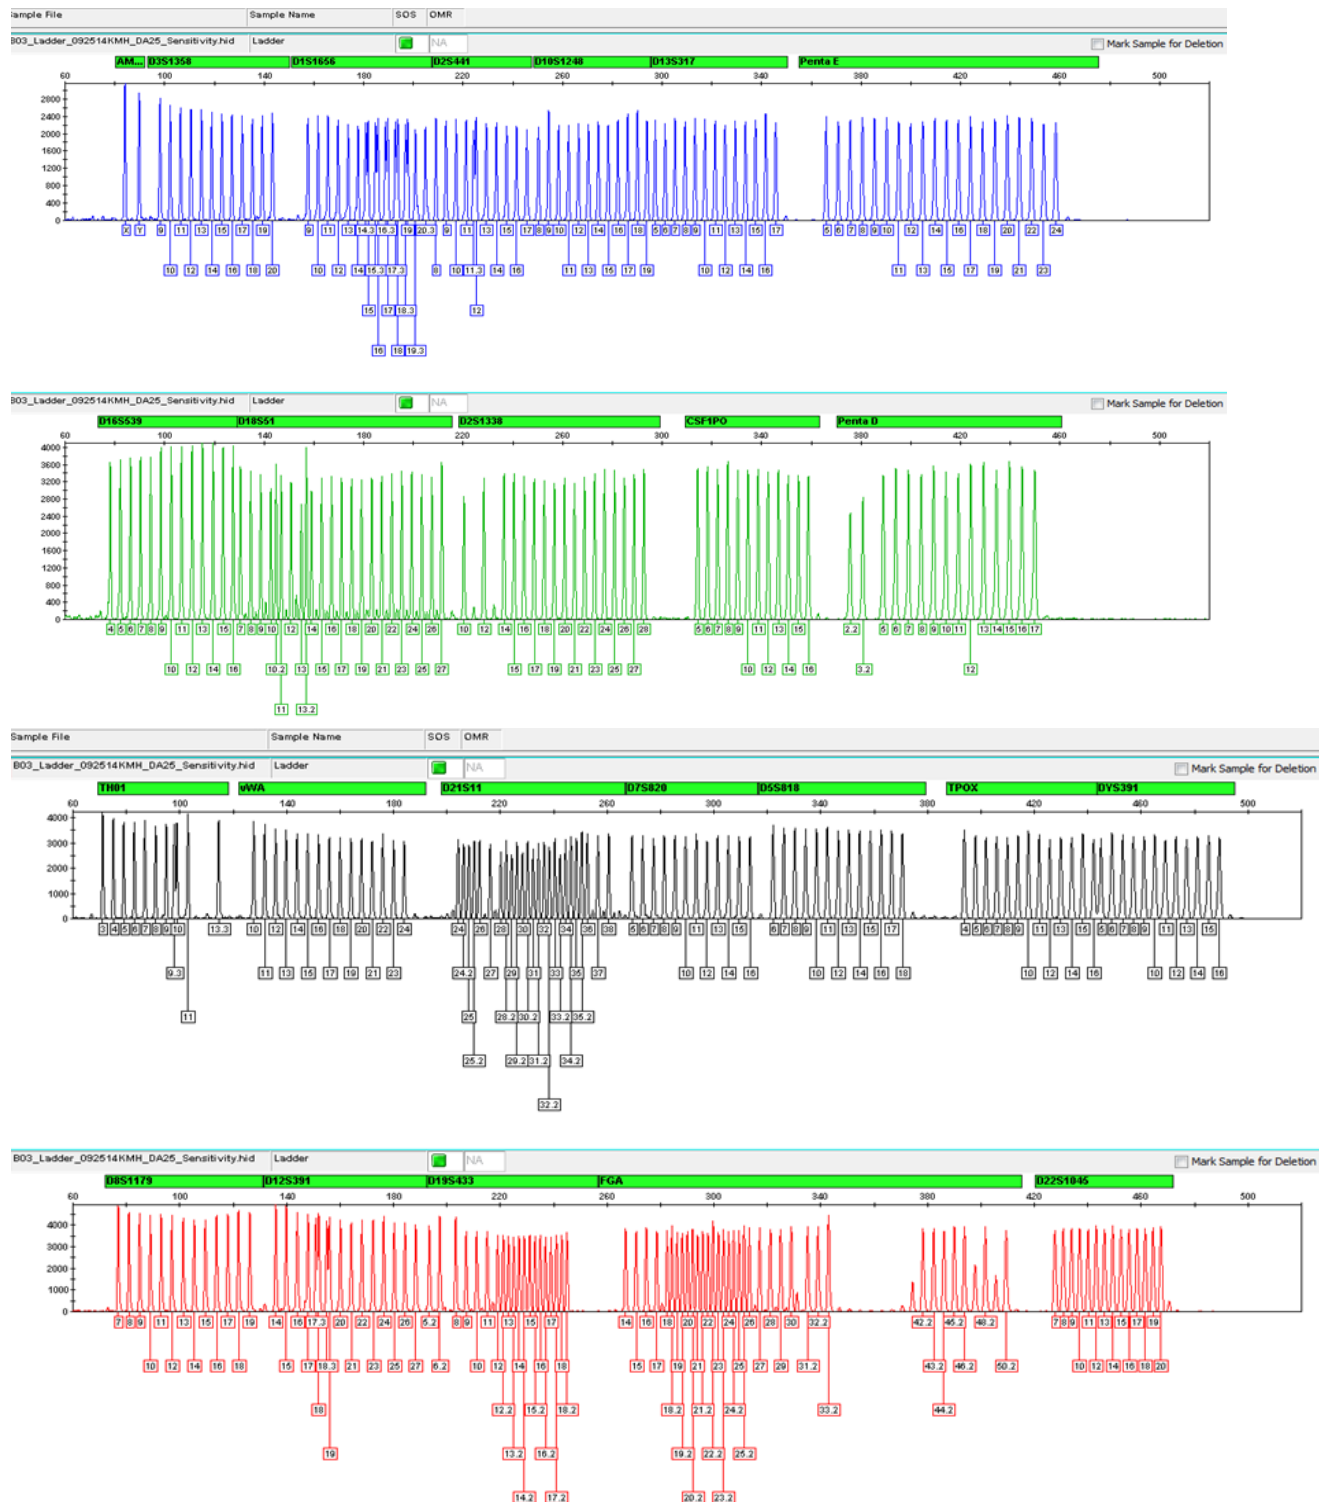 Sample File Sample Name SOS OMR
B03_Ladder_092514KMH_DA25_Sensitivity.hid Ladder NA Mark Sample for Deletion
AM... D3S1358 D1S1656 D2S441 D10S1248 D13S317 Penta E
60 100 140 180 220 260 300 340 380 420 460 500
2800
2400
2000
1600
1200
800
400
0
X Y 9 11 13 15 17 19 9 11 13 14.3 16.3 19 20.3 9 11 13 15 17 8 9 10 12 14 16 18 5 6 7 8 9 11 13 15 17 5 6 7 8 9 10 12 14 16 18 20 22 24
10 12 14 16 18 20 10 12 14 15.3 17 17.3 8 10 11.3 14 16 11 13 15 17 19 10 12 14 16 11 13 15 17 19 21 23
15 18.3 12
16 18 19.3
B03_Ladder_092514KMH_DA25_Sensitivity.hid Ladder NA Mark Sample for Deletion
D16S539 D18S51 D2S1338 CSF1PO Penta D
60 100 140 180 220 260 300 340 380 420 460 500
4000
3600
2800
2400
2000
1600
1200
800
400
0
4 5 6 7 8 9 11 13 15 7 8 9 10 12 14 16 18 20 22 24 26 10 12 14 16 18 20 22 24 26 28 5 6 7 8 9 11 13 15 2.2 5 6 7 8 9 10 11 13 14 15 16 17
10 12 14 16 10.2 13 15 17 19 21 23 25 27 15 17 19 21 23 25 27 10 12 14 16 3.2 12
11 13.2
Sample File Sample Name SOS OMR
B03_Ladder_092514KMH_DA25_Sensitivity.hid Ladder NA Mark Sample for Deletion
TH01 vWA D21S11 D7S820 D5S818 TPOX DYS391
60 100 140 180 220 260 300 340 380 420 460 500
4000
3000
2000
1000
0
3 4 5 6 7 8 9 10 13.3 10 12 14 16 18 20 22 24 24 26 28 30 32 34 36 38 5 6 7 8 9 11 13 15 6 7 8 9 11 13 15 17 4 5 6 7 8 9 11 13 15 5 6 7 8 9 11 13 15
9.3 11 13 15 17 19 21 23 24.2 27 29 31 33 35 37 10 12 14 16 10 12 14 16 18 10 12 14 16 10 12 14 16
11 25 28.2 30.2 33.2 35.2
25.2 29.2 31.2 34.2
32.2
B03_Ladder_092514KMH_DA25_Sensitivity.hid Ladder NA Mark Sample for Deletion
D8S1179 D12S391 D19S433 FGA D22S1045
60 100 140 180 220 260 300 340 380 420 460 500
4000
3000
2000
1000
0
7 8 9 11 13 15 17 19 14 16 17.3 20 22 24 26 5.2 8 9 11 12 13 15 17 14 16 18 20 22 24 26 28 30 32.2 42.2 45.2 48.2 7 8 9 11 13 15 17 19
10 12 14 16 18 15 17 18.3 21 23 25 27 6.2 10 12 14 16 18 15 17 19 21 23 25 27 29 31.2 43.2 46.2 50.2 10 12 14 16 18 20
18 12.2 15.2 18.2 18.2 21.2 24.2 33.2 44.2
19 13.2 16.2 19.2 22.2 25.2
14.2 17.2 20.2 23.2